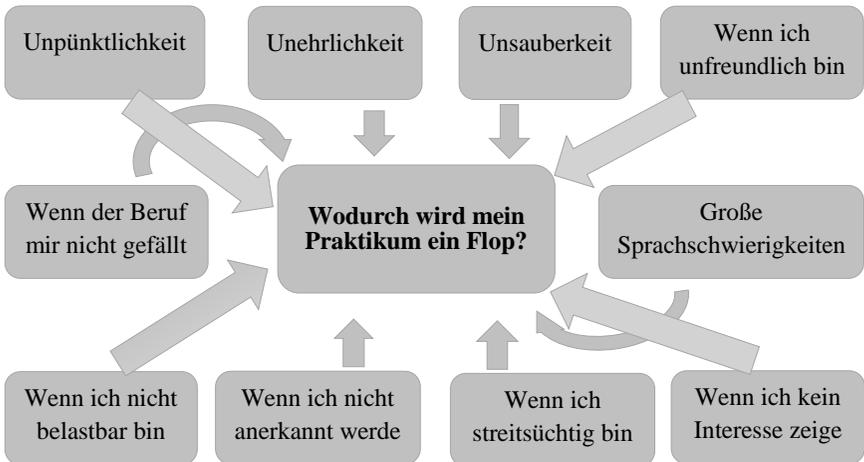 Unpünktlichkeit
Unehrlichkeit
Unsauberkeit
Wenn ich
unfreundlich bin
Wenn der Beruf
mir nicht gefällt
Wodurch wird mein
Praktikum ein Flop?
Große
Sprachschwierigkeiten
Wenn ich nicht
belastbar bin
Wenn ich nicht
anerkannt werde
Wenn ich
streitsüchtig bin
Wenn ich kein
Interesse zeige